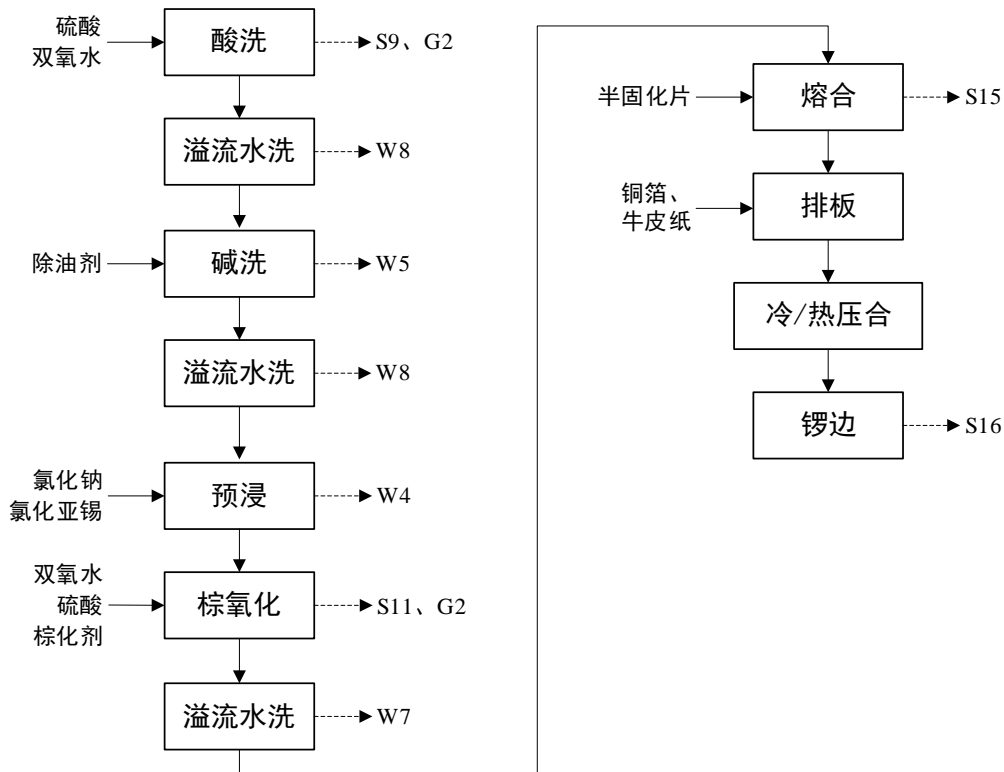 硫酸
双氧水
酸洗
S9、G2
溢流水洗
W8
除油剂
碱洗
W5
溢流水洗
W8
氯化钠
氯化亚锡
预浸
W4
双氧水
硫酸
棕化剂
棕氧化
S11、G2
溢流水洗
W7
半固化片
熔合
S15
铜箔、
牛皮纸
排板
冷/热压合
锣边
S16